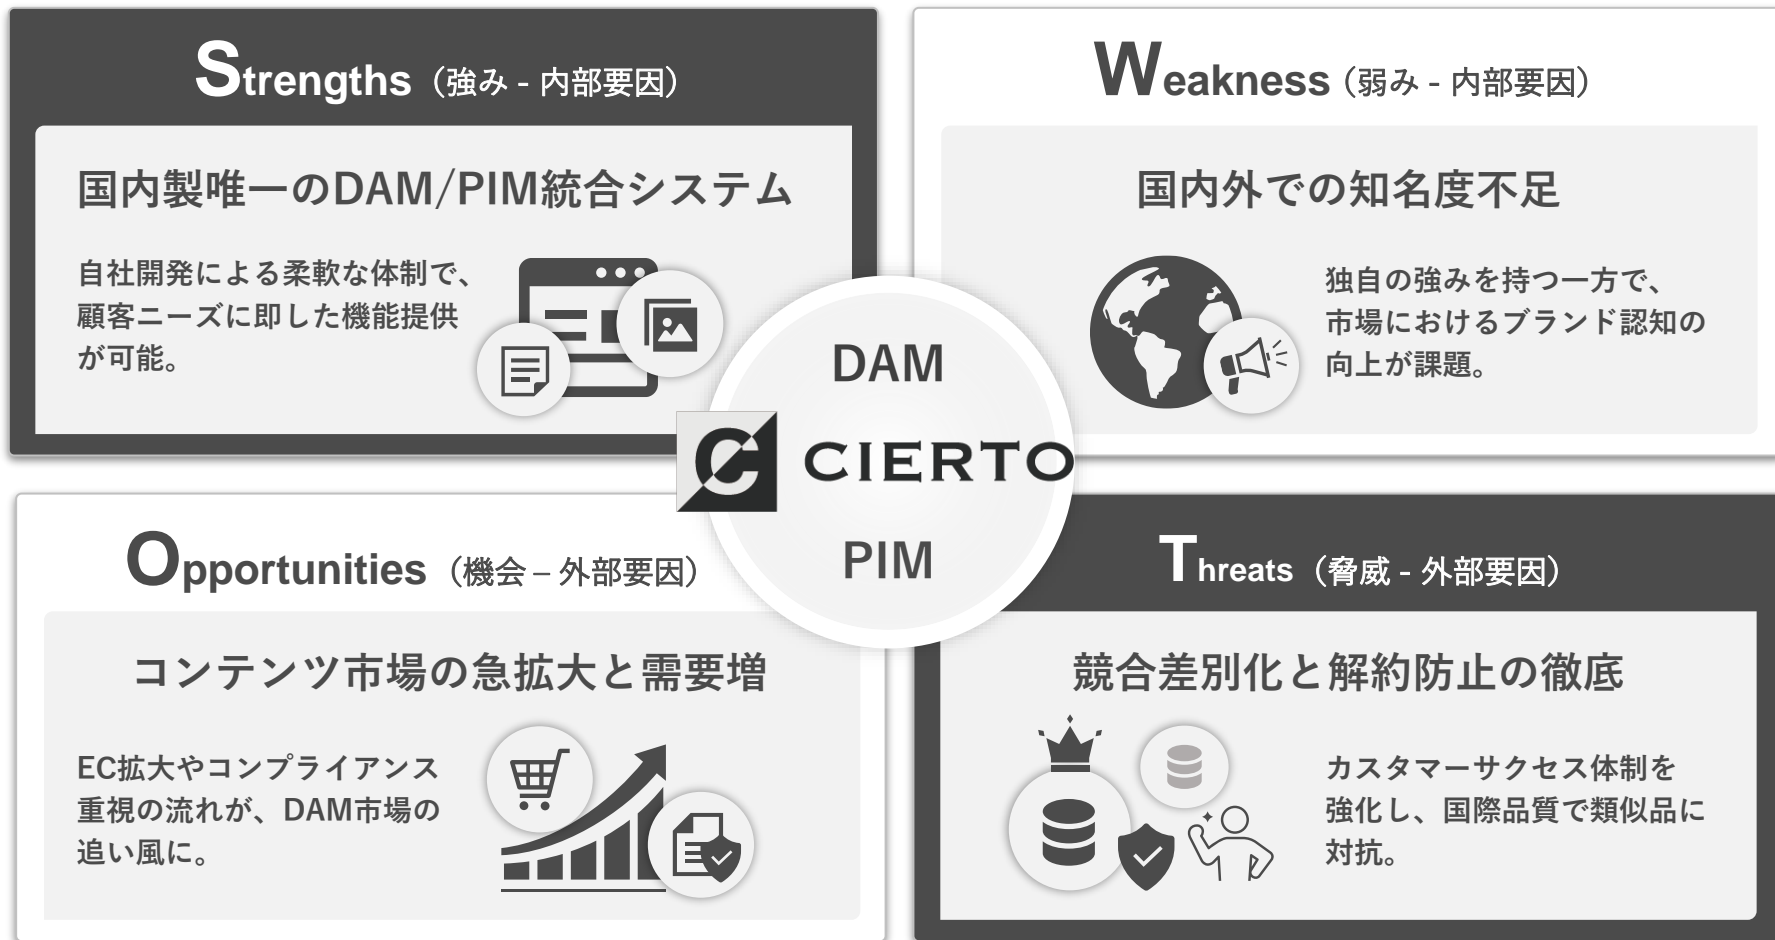 Strengths（強み - 内部要因）
国内製唯一のDAM/PIM統合システム
自社開発による柔軟な体制で、
顧客ニーズに即した機能提供
が可能。
Weakness（弱み - 内部要因）
国内外での知名度不足
独自の強みを持つ一方で、
市場におけるブランド認知の
向上が課題。
DAM
C CIERTO
PIM
Opportunities（機会 – 外部要因）
コンテンツ市場の急拡大と需要増
EC拡大やコンプライアンス
重視の流れが、DAM市場の
追い風に。
Threats（脅威 - 外部要因）
競合差別化と解約防止の徹底
カスタマーサクセス体制を
強化し、国際品質で類似品に
対抗。